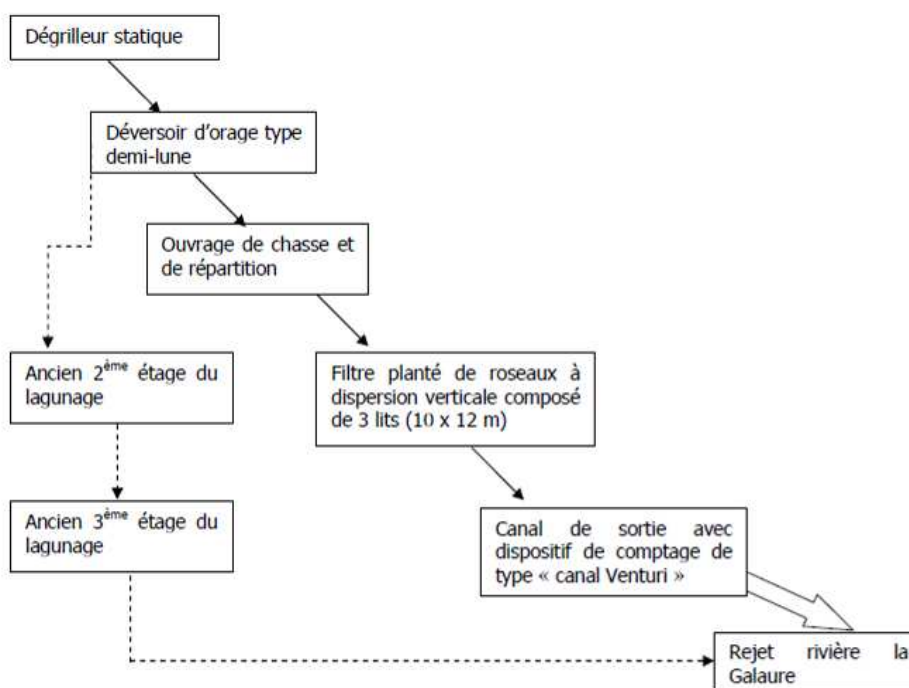 Dégrilleur statique
Déversoir d'orage type
demi-lune
Ouvrage de chasse et
de répartition
Ancien 2ème étage du
lagunage
Filtre planté de roseaux à
dispersion verticale composé
de 3 lits (10 x 12 m)
Ancien 3ème étage du
lagunage
Canal de sortie avec
dispositif de comptage de
type « canal Venturi »
Rejet rivière la
Galaure